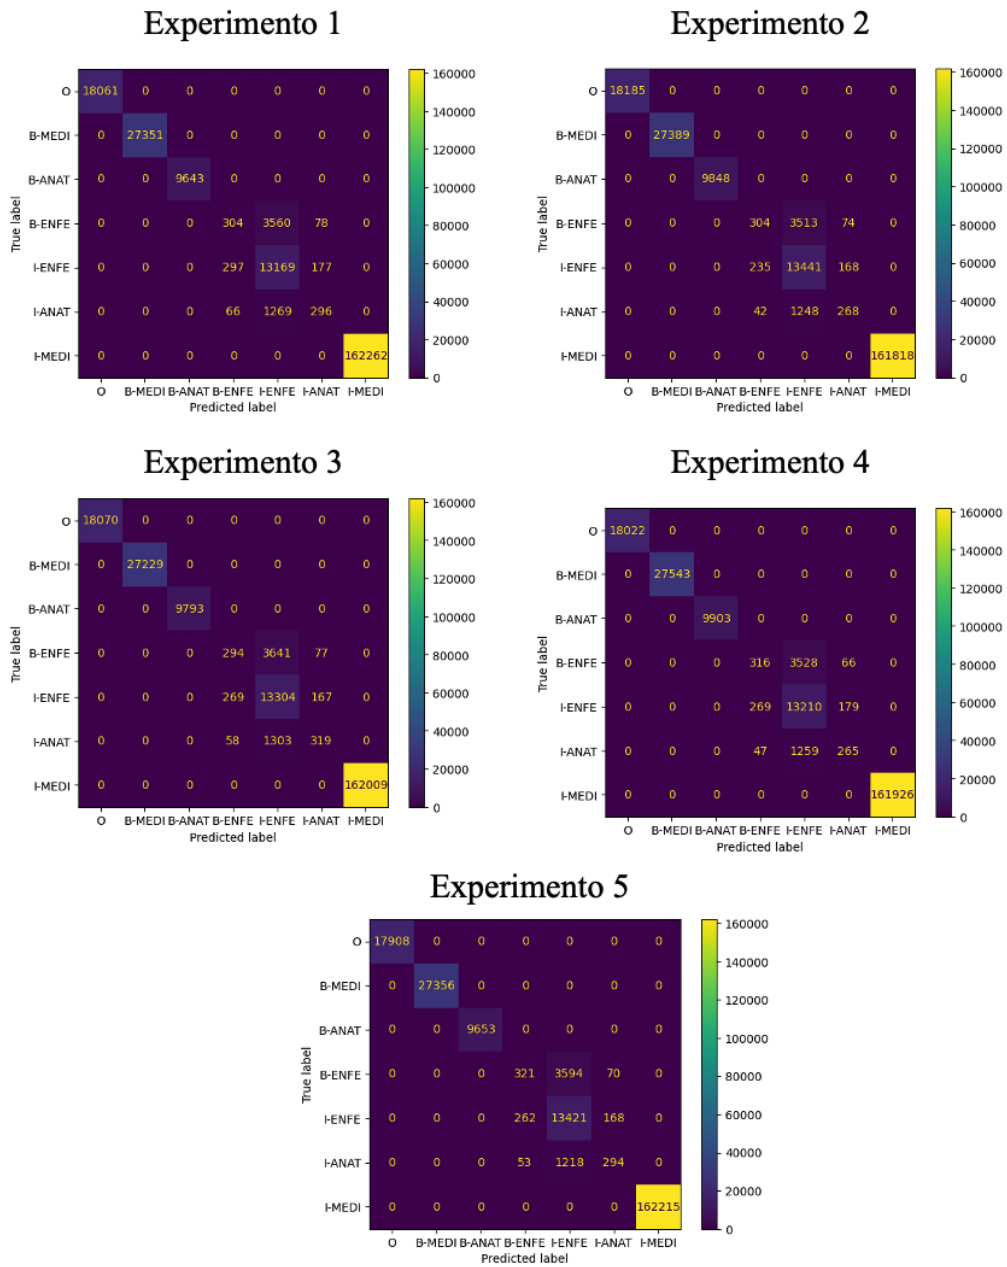 Experimento 1
O 18061 0 0 0 0 0 0
B-MEDI 0 27351 0 0 0 0 0
B-ANAT 0 0 9643 0 0 0 0
B-ENFE 0 0 0 304 3560 78 0
I-ENFE 0 0 0 297 13169 177 0
I-ANAT 0 0 0 66 1269 296 0
I-MEDI 0 0 0 0 0 0 162262
O B-MEDI B-ANAT B-ENFE I-ENFE I-ANAT I-MEDI
Predicted label
True label
160000
140000
120000
100000
80000
60000
40000
20000
0
Experimento 2
O 18185 0 0 0 0 0 0
B-MEDI 0 27389 0 0 0 0 0
B-ANAT 0 0 9848 0 0 0 0
B-ENFE 0 0 0 304 3513 74 0
I-ENFE 0 0 0 235 13441 168 0
I-ANAT 0 0 0 42 1248 268 0
I-MEDI 0 0 0 0 0 0 161818
O B-MEDI B-ANAT B-ENFE I-ENFE I-ANAT I-MEDI
Predicted label
True label
160000
140000
120000
100000
80000
60000
40000
20000
0
Experimento 3
O 18070 0 0 0 0 0 0
B-MEDI 0 27229 0 0 0 0 0
B-ANAT 0 0 9793 0 0 0 0
B-ENFE 0 0 0 294 3641 77 0
I-ENFE 0 0 0 269 13304 167 0
I-ANAT 0 0 0 58 1303 319 0
I-MEDI 0 0 0 0 0 0 162009
O B-MEDI B-ANAT B-ENFE I-ENFE I-ANAT I-MEDI
Predicted label
True label
160000
140000
120000
100000
80000
60000
40000
20000
0
Experimento 4
O 18022 0 0 0 0 0 0
B-MEDI 0 27543 0 0 0 0 0
B-ANAT 0 0 9903 0 0 0 0
B-ENFE 0 0 0 316 3528 66 0
I-ENFE 0 0 0 269 13210 179 0
I-ANAT 0 0 0 47 1259 265 0
I-MEDI 0 0 0 0 0 0 161926
O B-MEDI B-ANAT B-ENFE I-ENFE I-ANAT I-MEDI
Predicted label
True label
160000
140000
120000
100000
80000
60000
40000
20000
0
Experimento 5
O 17908 0 0 0 0 0 0
B-MEDI 0 27356 0 0 0 0 0
B-ANAT 0 0 9653 0 0 0 0
B-ENFE 0 0 0 321 3594 70 0
I-ENFE 0 0 0 262 13421 168 0
I-ANAT 0 0 0 53 1218 294 0
I-MEDI 0 0 0 0 0 0 162215
O B-MEDI B-ANAT B-ENFE I-ENFE I-ANAT I-MEDI
Predicted label
True label
160000
140000
120000
100000
80000
60000
40000
20000
0